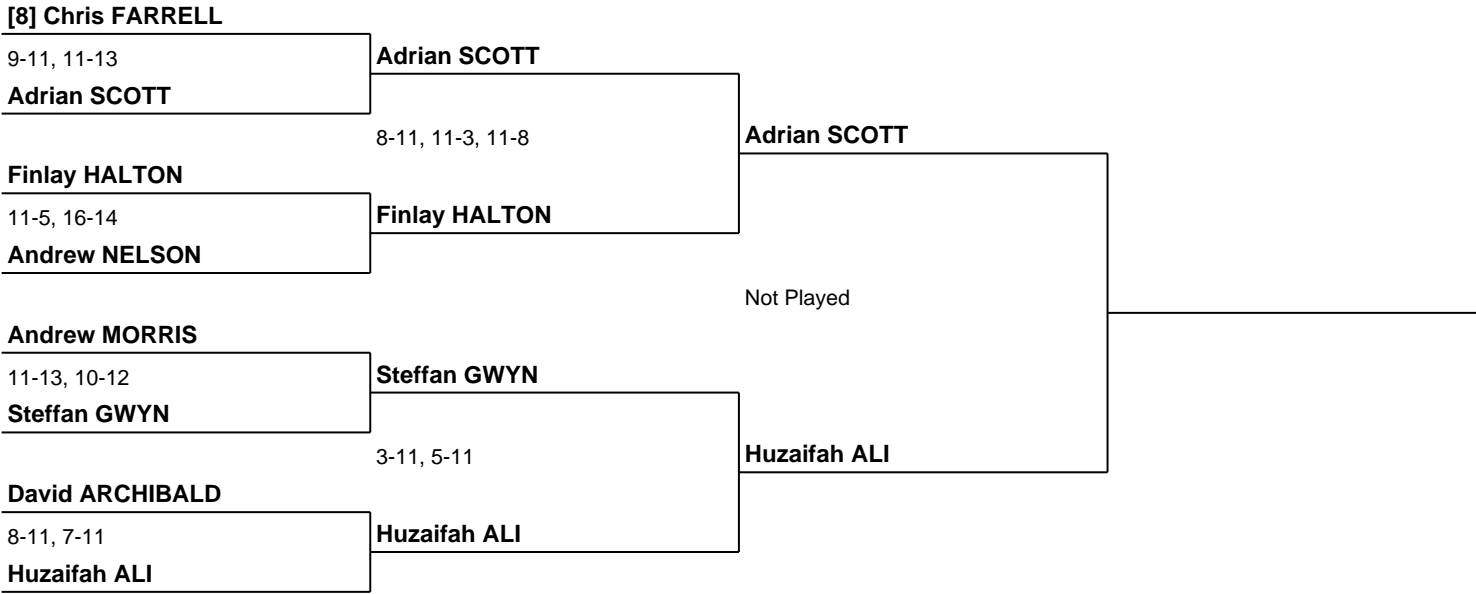 [8] Chris FARRELL
9-11, 11-13
Adrian SCOTT
Adrian SCOTT
8-11, 11-3, 11-8
Adrian SCOTT
Finlay HALTON
11-5, 16-14
Finlay HALTON
Andrew NELSON
Not Played
Andrew MORRIS
11-13, 10-12
Steffan GWYN
Steffan GWYN
3-11, 5-11
Huzaifah ALI
David ARCHIBALD
8-11, 7-11
Huzaifah ALI
Huzaifah ALI